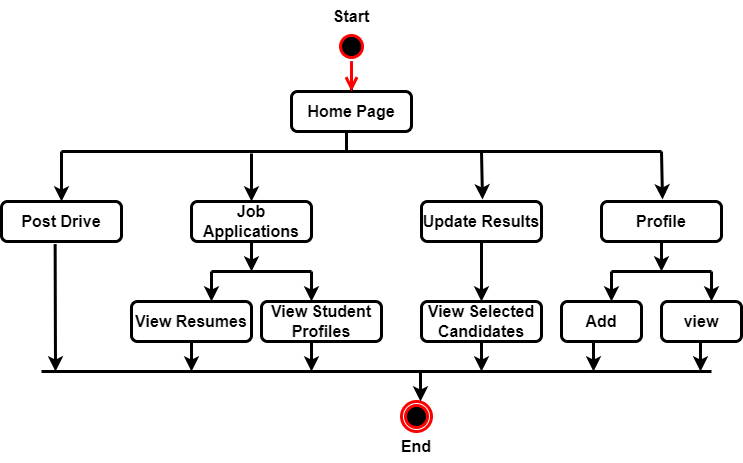 Start
Home Page
Post Drive
Job
Applications
Update Results
Profile
View Resumes
View Student
Profiles
View Selected
Candidates
Add
view
End